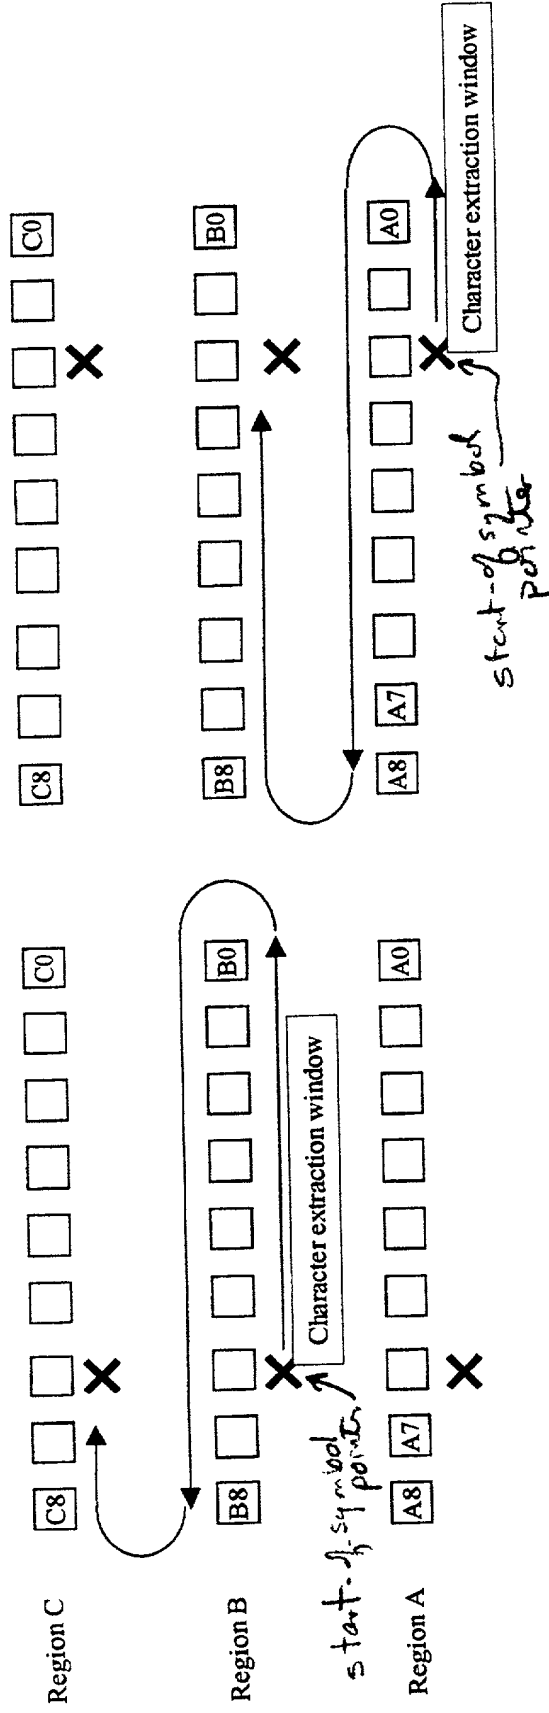 Region C
C8
C0
C8
C0
Region B
B8
B0
B8
B0
Character extraction window
start-of-symbol
pointer
Region A
A8
A7
A0
A8
A7
A0
Character extraction window
start-of symbol
pointer